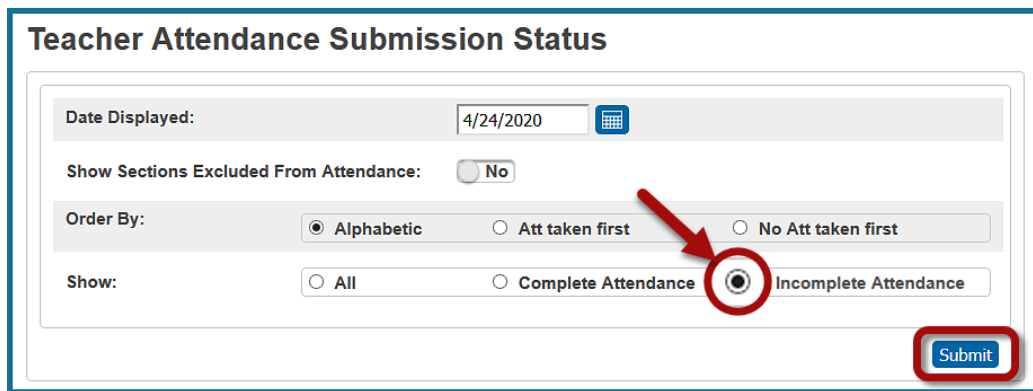 Teacher Attendance Submission Status
Date Displayed: 4/24/2020
Show Sections Excluded From Attendance: No
Order By: Alphabetic Att taken first No Att taken first
Show: All Complete Attendance Incomplete Attendance
Submit